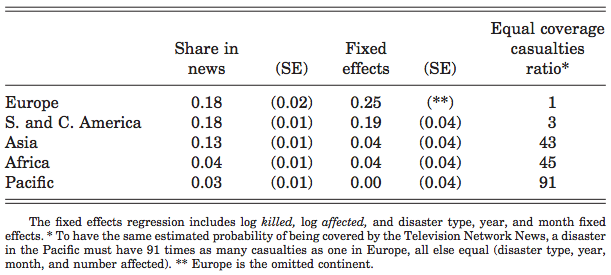 Equal coverage
Share in Fixed casualties
news (SE) effects (SE) ratio*
Europe 0.18 (0.02) 0.25 (**) 1
S. and C. America 0.18 (0.01) 0.19 (0.04) 3
Asia 0.13 (0.01) 0.04 (0.04) 43
Africa 0.04 (0.01) 0.04 (0.04) 45
Pacific 0.03 (0.01) 0.00 (0.04) 91
The fixed effects regression includes log killed, log affected, and disaster type, year, and month fixed
effects. * To have the same estimated probability of being covered by the Television Network News, a disaster
in the Pacific must have 91 times as many casualties as one in Europe, all else equal (disaster type, year,
month, and number affected). ** Europe is the omitted continent.